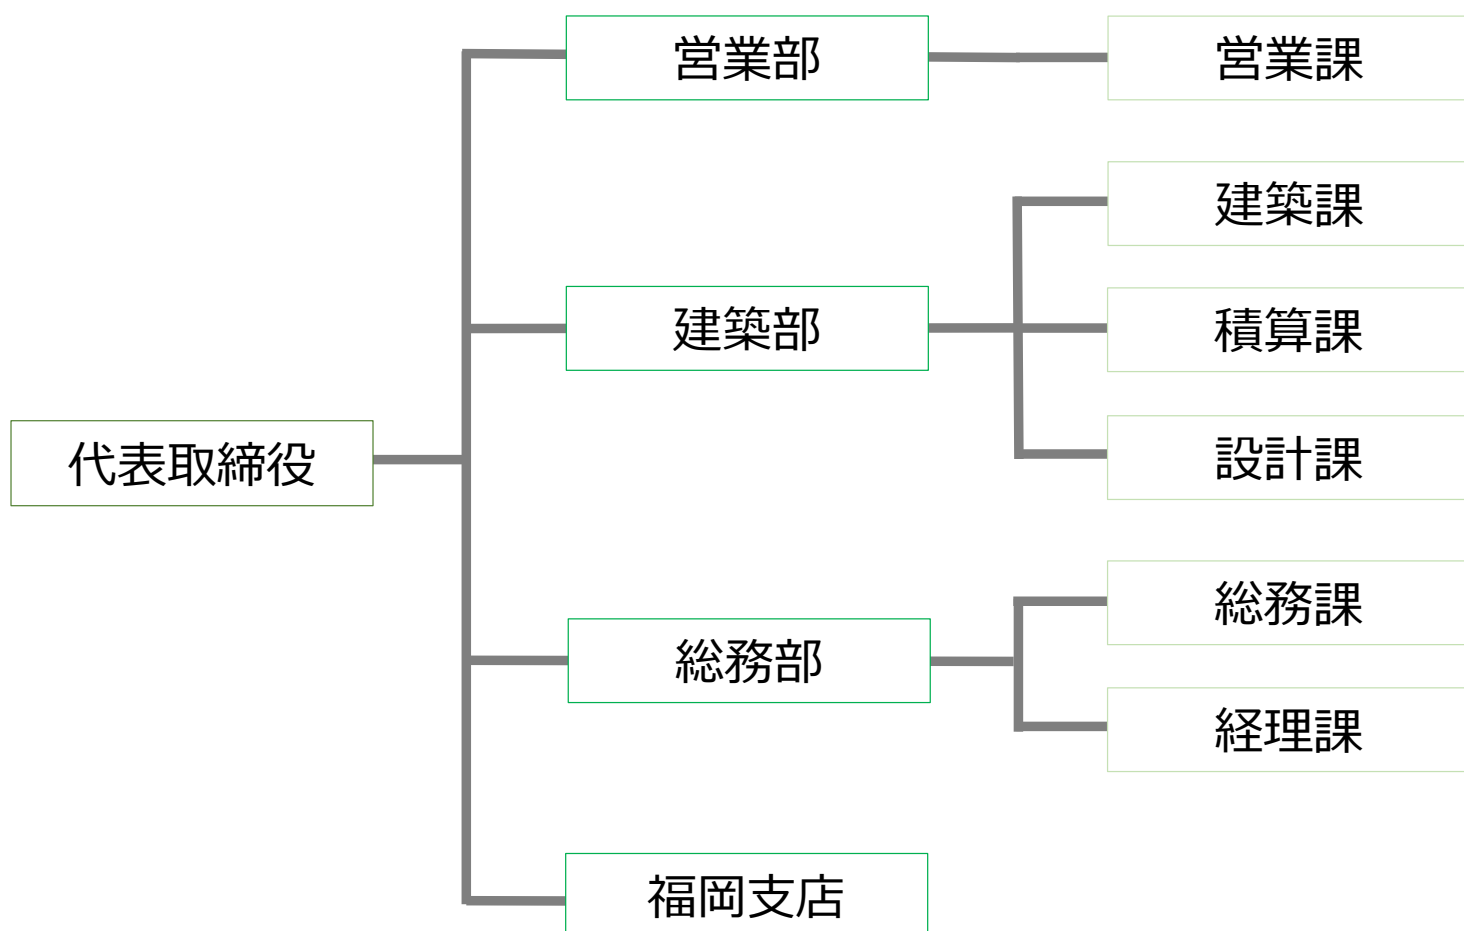 営業部
営業課
建築課
建築部
積算課
代表取締役
設計課
総務課
総務部
経理課
福岡支店